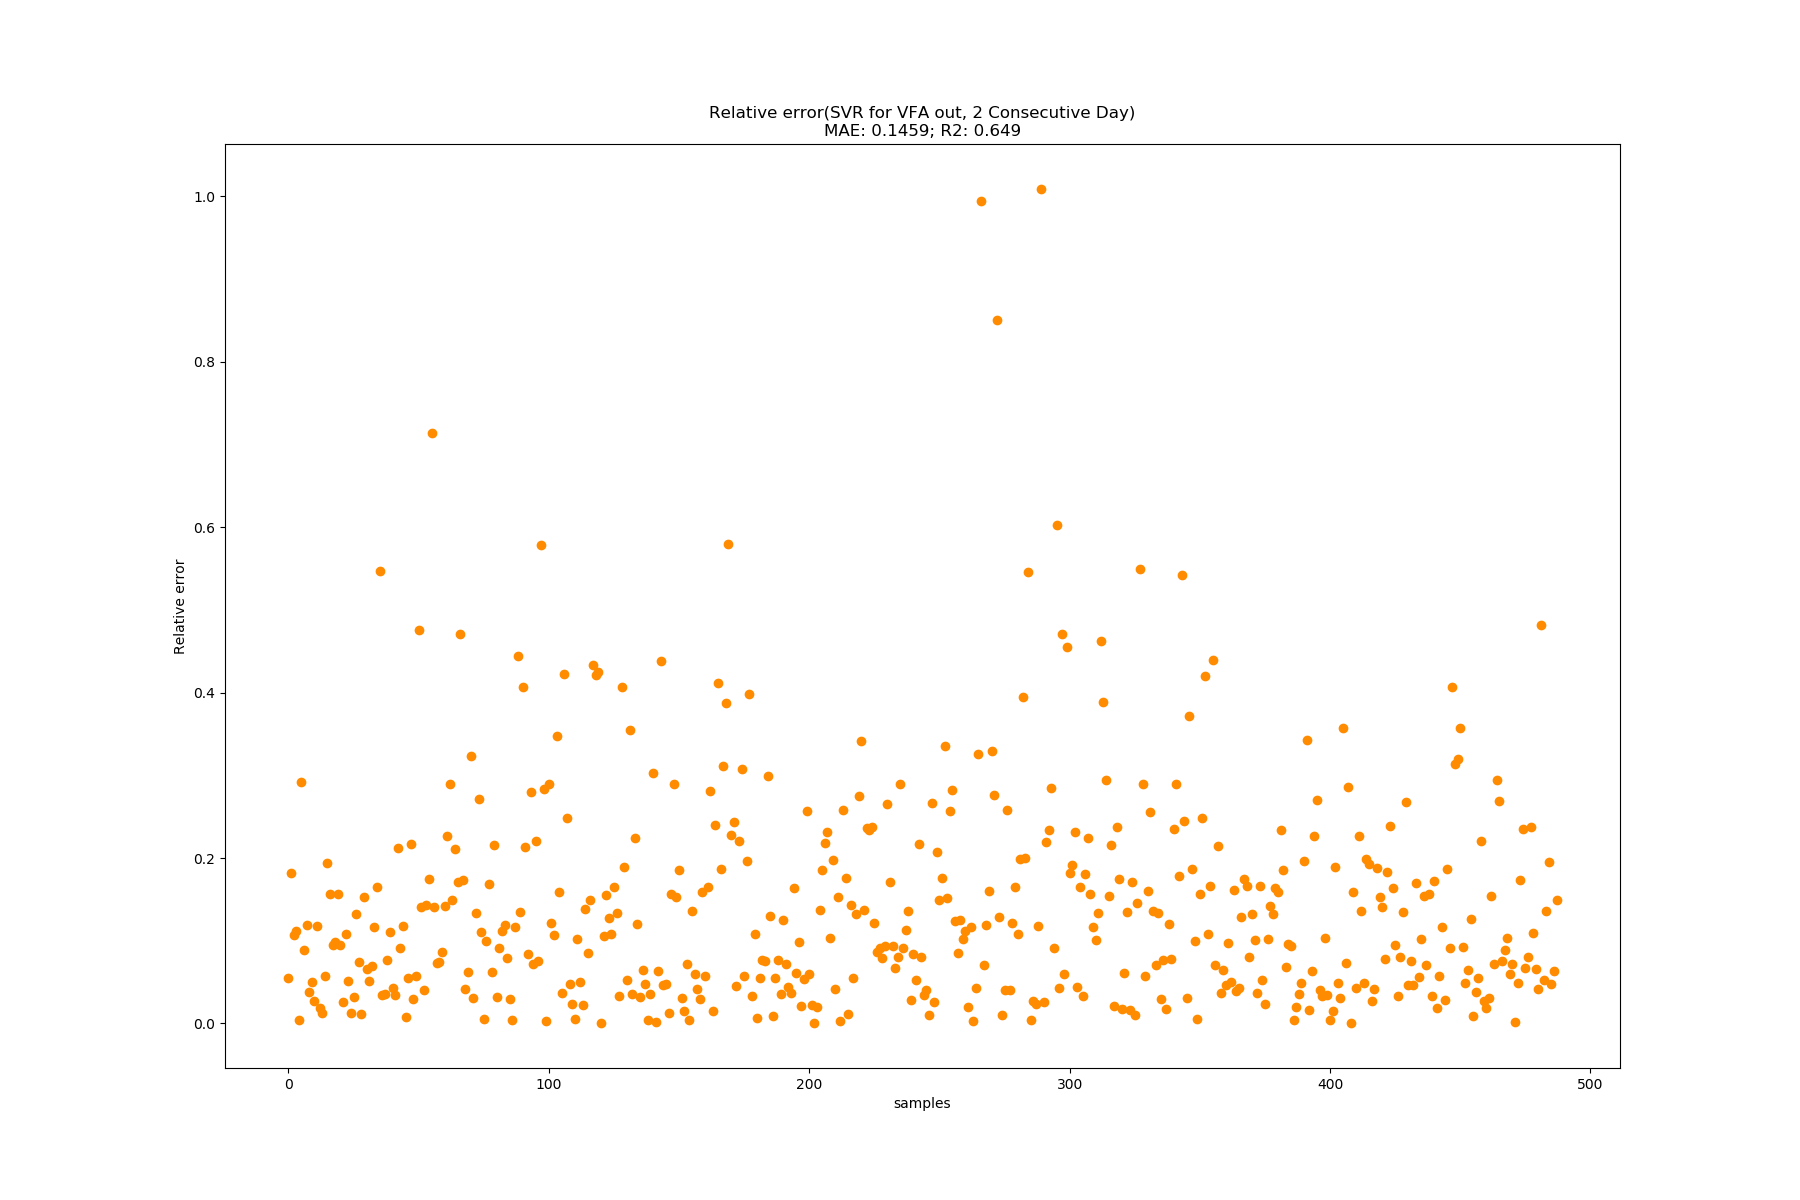 Relative error(SVR for VFA out, 2 Consecutive Day)
MAE: 0.1459; R2: 0.649
1.0
0.8
0.6
0.4
0.2
0.0
Relative error
0 100 200 300 400 500
samples